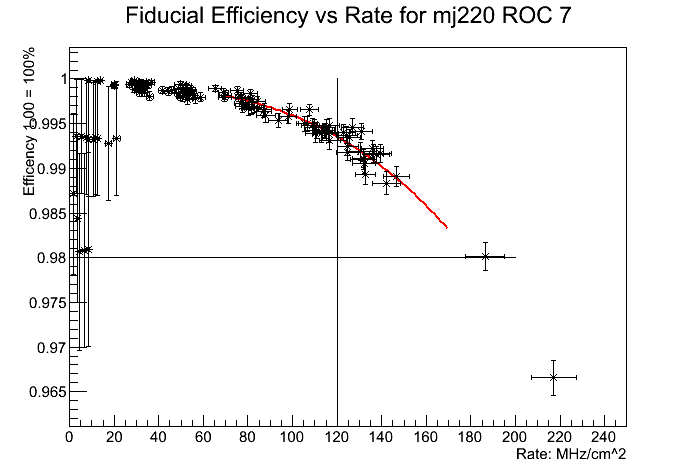 Fiducial Efficiency vs Rate for mj220 ROC 7
Efficency 1.00 = 100%
1
0.995
0.99
0.985
0.98
0.975
0.97
0.965
0 20 40 60 80 100 120 140 160 180 200 220 240
Rate: MHz/cm^2